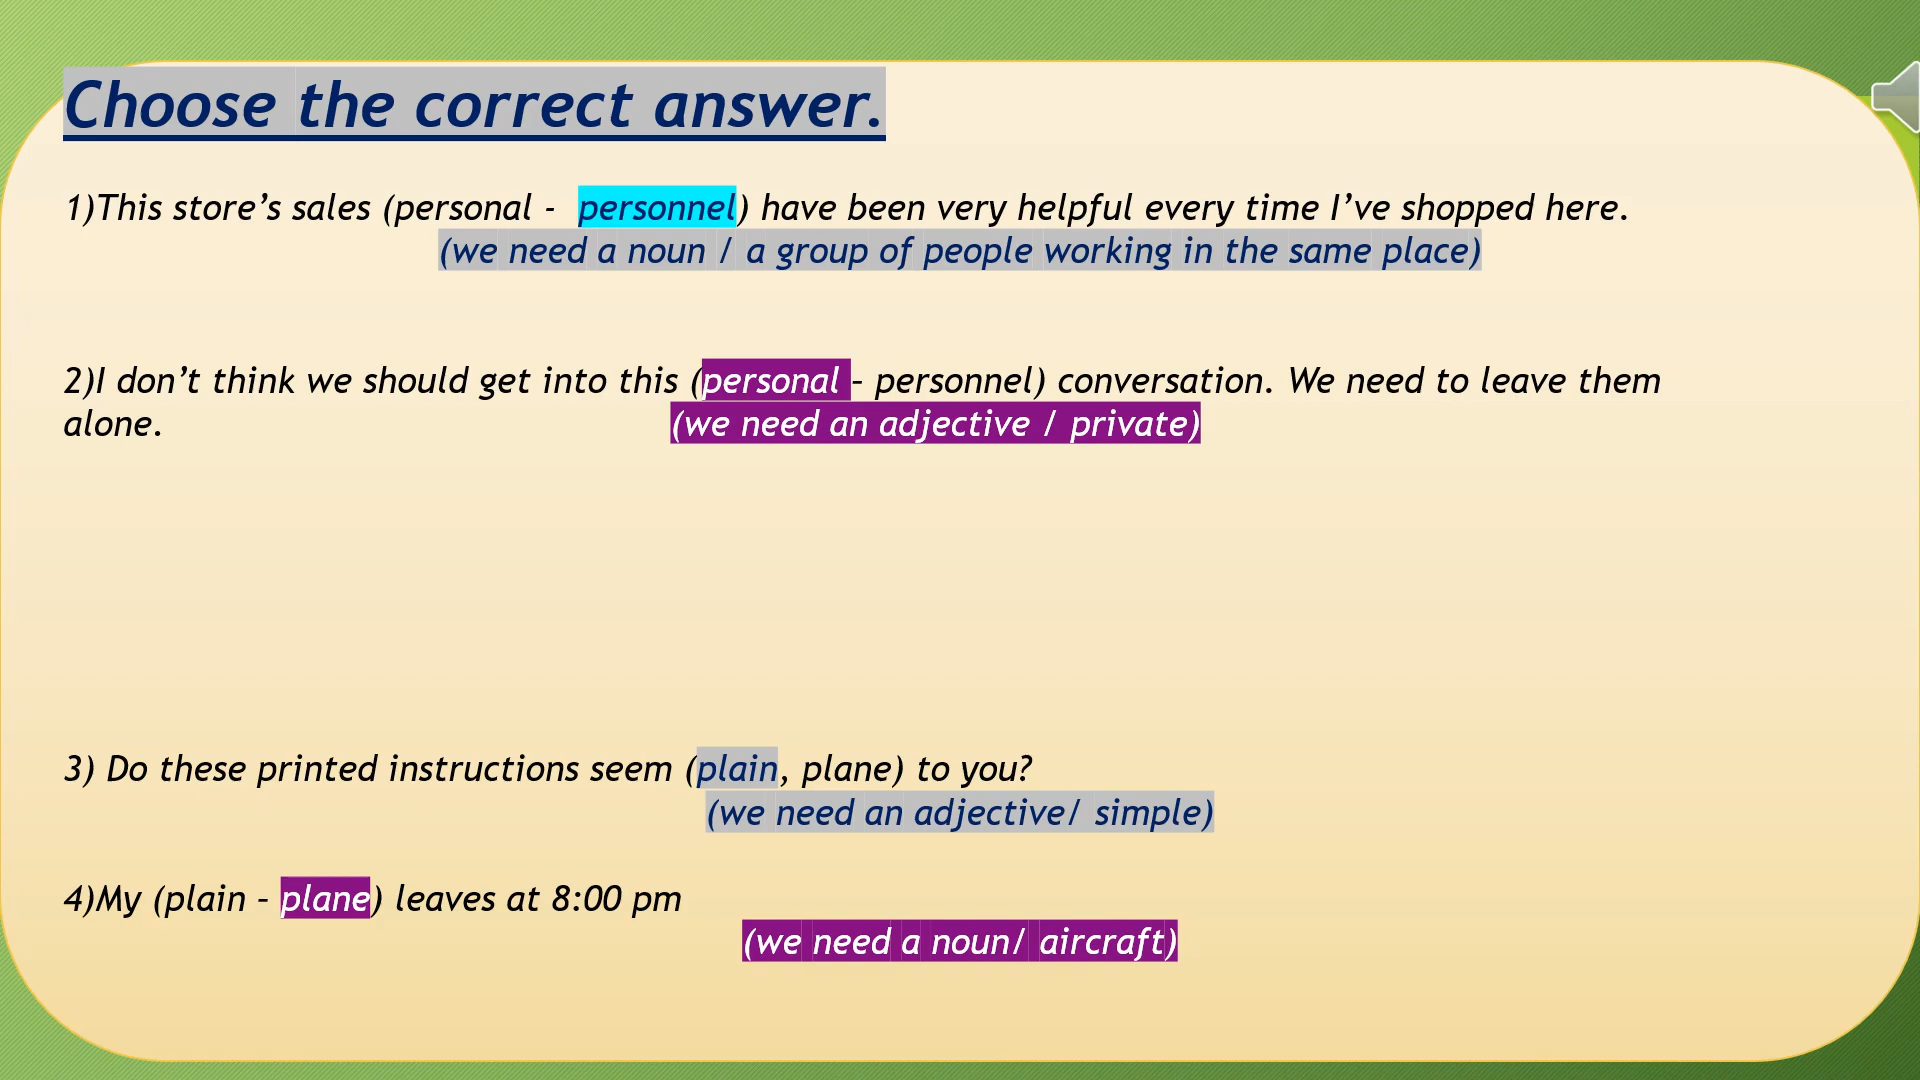 Choose the correct answer.
1)This store’s sales (personal -  personnel) have been very helpful every time I’ve shopped here.
(we need a noun / a group of people working in the same place)
2)I don’t think we should get into this (personal – personnel) conversation. We need to leave them
alone. (we need an adjective / private)
3) Do these printed instructions seem (plain, plane) to you?
(we need an adjective/ simple)
4)My (plain – plane) leaves at 8:00 pm
(we need a noun/ aircraft)